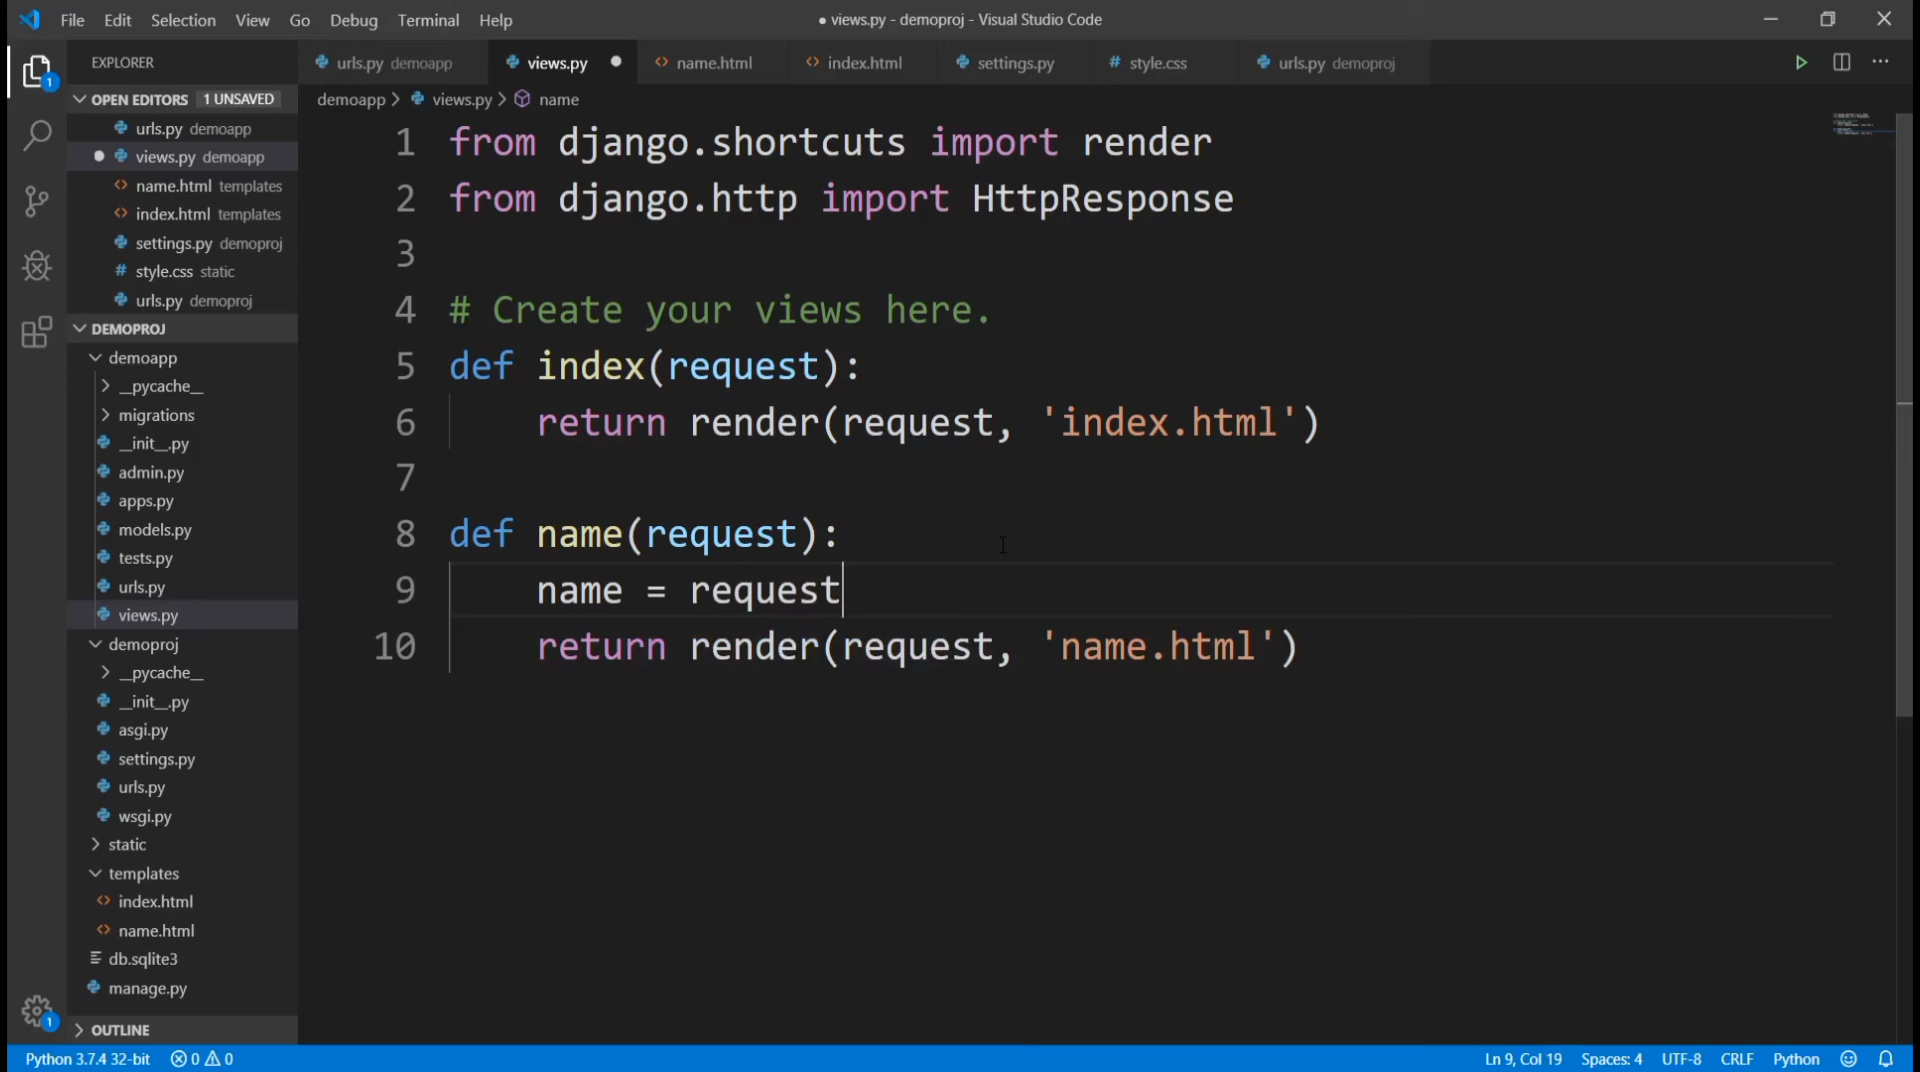 File Edit Selection View Go Debug Terminal Help
● views.py - demoproj - Visual Studio Code
EXPLORER
OPEN EDITORS 1 UNSAVED
urls.py demoapp
views.py demoapp
name.html templates
index.html templates
settings.py demoproj
style.css static
urls.py demoproj
DEMOPROJ
demoapp
__pycache__
migrations
__init__.py
admin.py
apps.py
models.py
tests.py
urls.py
views.py
demoproj
__pycache__
__init__.py
asgi.py
settings.py
urls.py
wsgi.py
static
templates
index.html
name.html
db.sqlite3
manage.py
OUTLINE
1
1
urls.py demoapp views.py name.html index.html settings.py # style.css urls.py demoproj
demoapp > views.py > name
1 from django.shortcuts import render
2 from django.http import HttpResponse
3
4 # Create your views here.
5 def index(request):
6     return render(request, 'index.html')
7
8 def name(request):
9     name = request
10     return render(request, 'name.html')
Python 3.7.4 32-bit 0 0
Ln 9, Col 19 Spaces: 4 UTF-8 CRLF Python